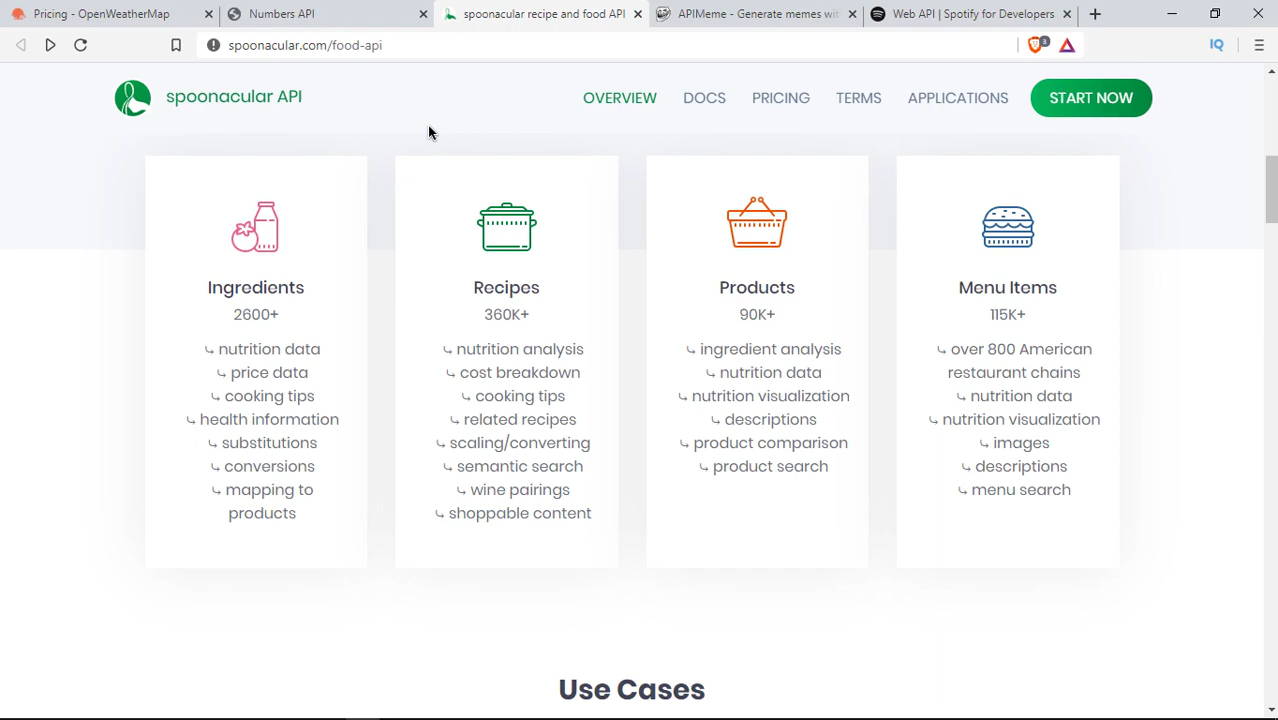 Pricing - OpenWeatherMap
Numbers API
spoonacular recipe and food API
APIMeme - Generate memes wit
Web API | Spotify for Developers
spoonacular.com/food-api
3
IQ
spoonacular API
OVERVIEW
DOCS
PRICING
TERMS
APPLICATIONS
START NOW
Ingredients
2600+
nutrition data
price data
cooking tips
health information
substitutions
conversions
mapping to
products
Recipes
360K+
nutrition analysis
cost breakdown
cooking tips
related recipes
scaling/converting
semantic search
wine pairings
shoppable content
Products
90K+
ingredient analysis
nutrition data
nutrition visualization
descriptions
product comparison
product search
Menu Items
115K+
over 800 American
restaurant chains
nutrition data
nutrition visualization
images
descriptions
menu search
Use Cases